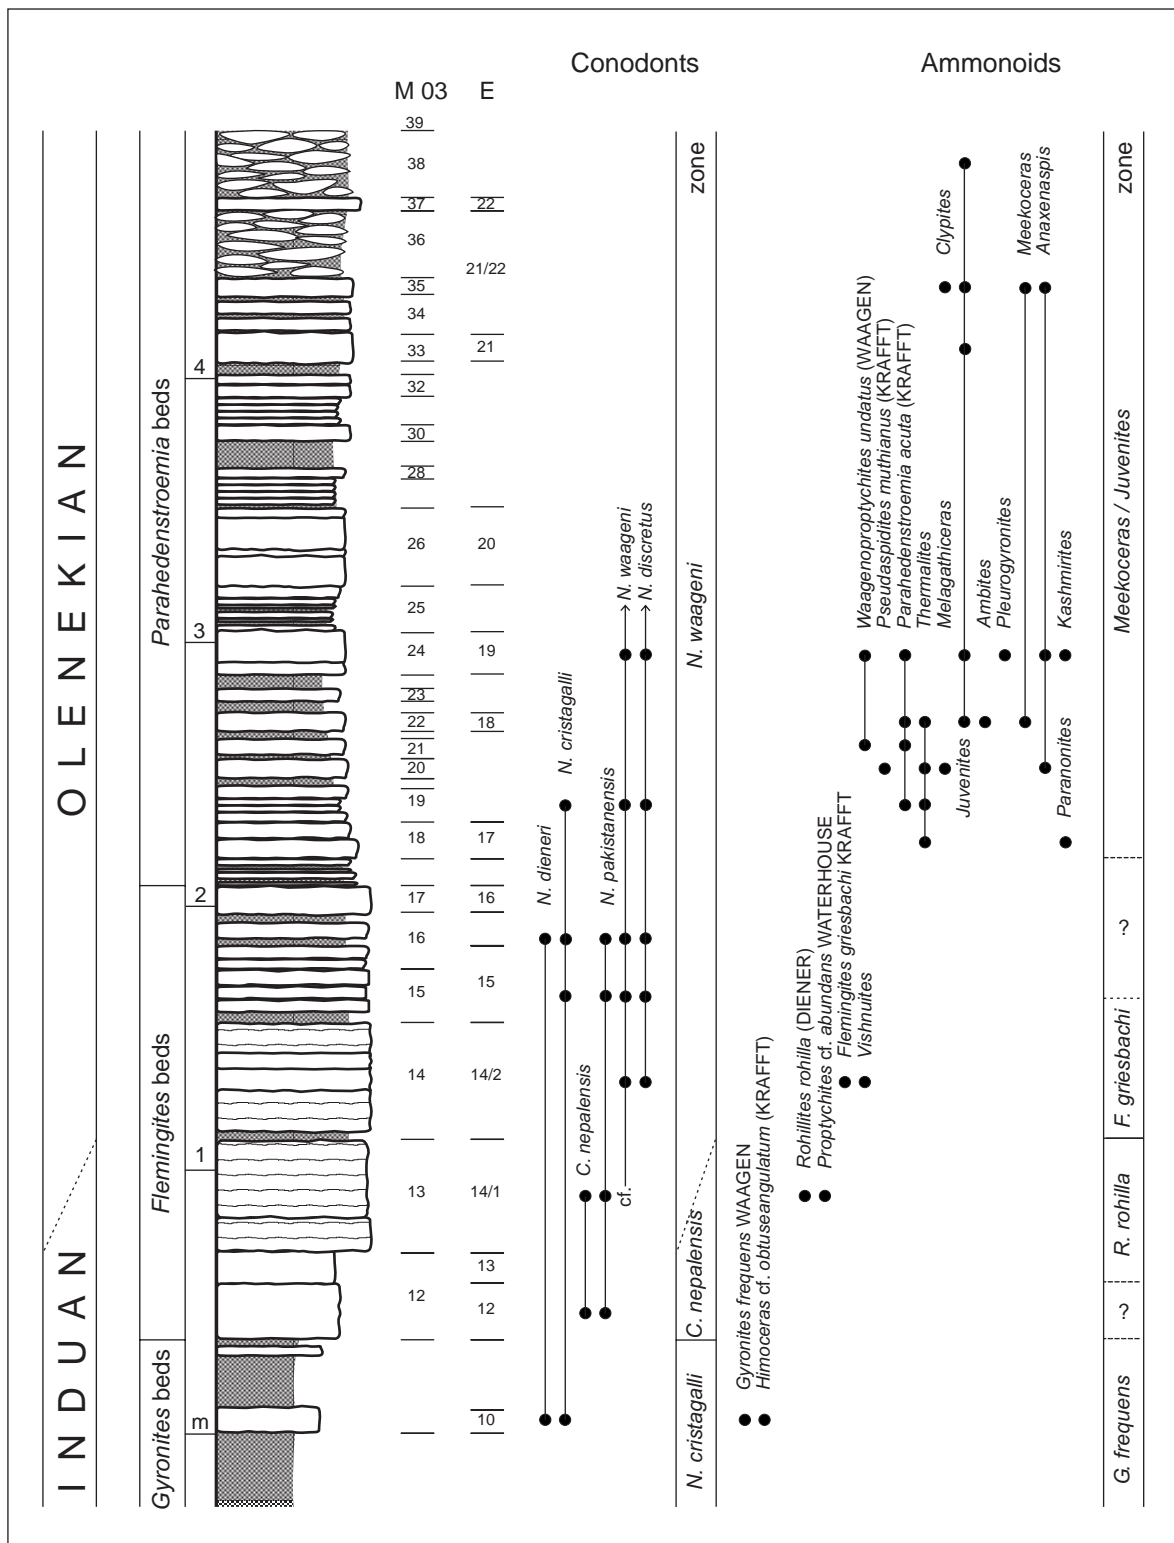 Conodonts
Ammonoids
M 03
E
39
38
37
36
35
34
33
32
30
28
26
25
24
23
22
21
20
19
18
17
16
15
14
13
12
22
21/22
21
20
19
18
17
16
15
14/2
14/1
13
12
10
4
3
2
1
m
OLENEKIAN
INDUAN
Parahedenstroemia beds
Flemingites beds
Gyronites beds
N. dieneri
N. cristagalli
C. nepalensis
N. pakistanensis
N. waageni
N. discretus
cf.
zone
N. waageni
C. nepalensis
N. cristagalli
Gyronites frequens WAAGEN
Himoceras cf. obtuseangulatum (KRAFFT)
Rohillites rohilla (DIENER)
Proptychites cf. abundans WATERHOUSE
Flemingites griesbachi KRAFFT
Vishnuites
Waagenoproptychites undatus (WAAGEN)
Pseudaspidites muthianus (KRAFFT)
Parahedenstroemia acuta (KRAFFT)
Thermalites
Melagathiceras
Clypites
Juvenites
Ambites
Pleurogyronites
Meekoceras
Anaxenaspis
Kashmirites
Paranonites
zone
Meekoceras / Juvenites
?
F. griesbachi
R. rohilla
?
G. frequens